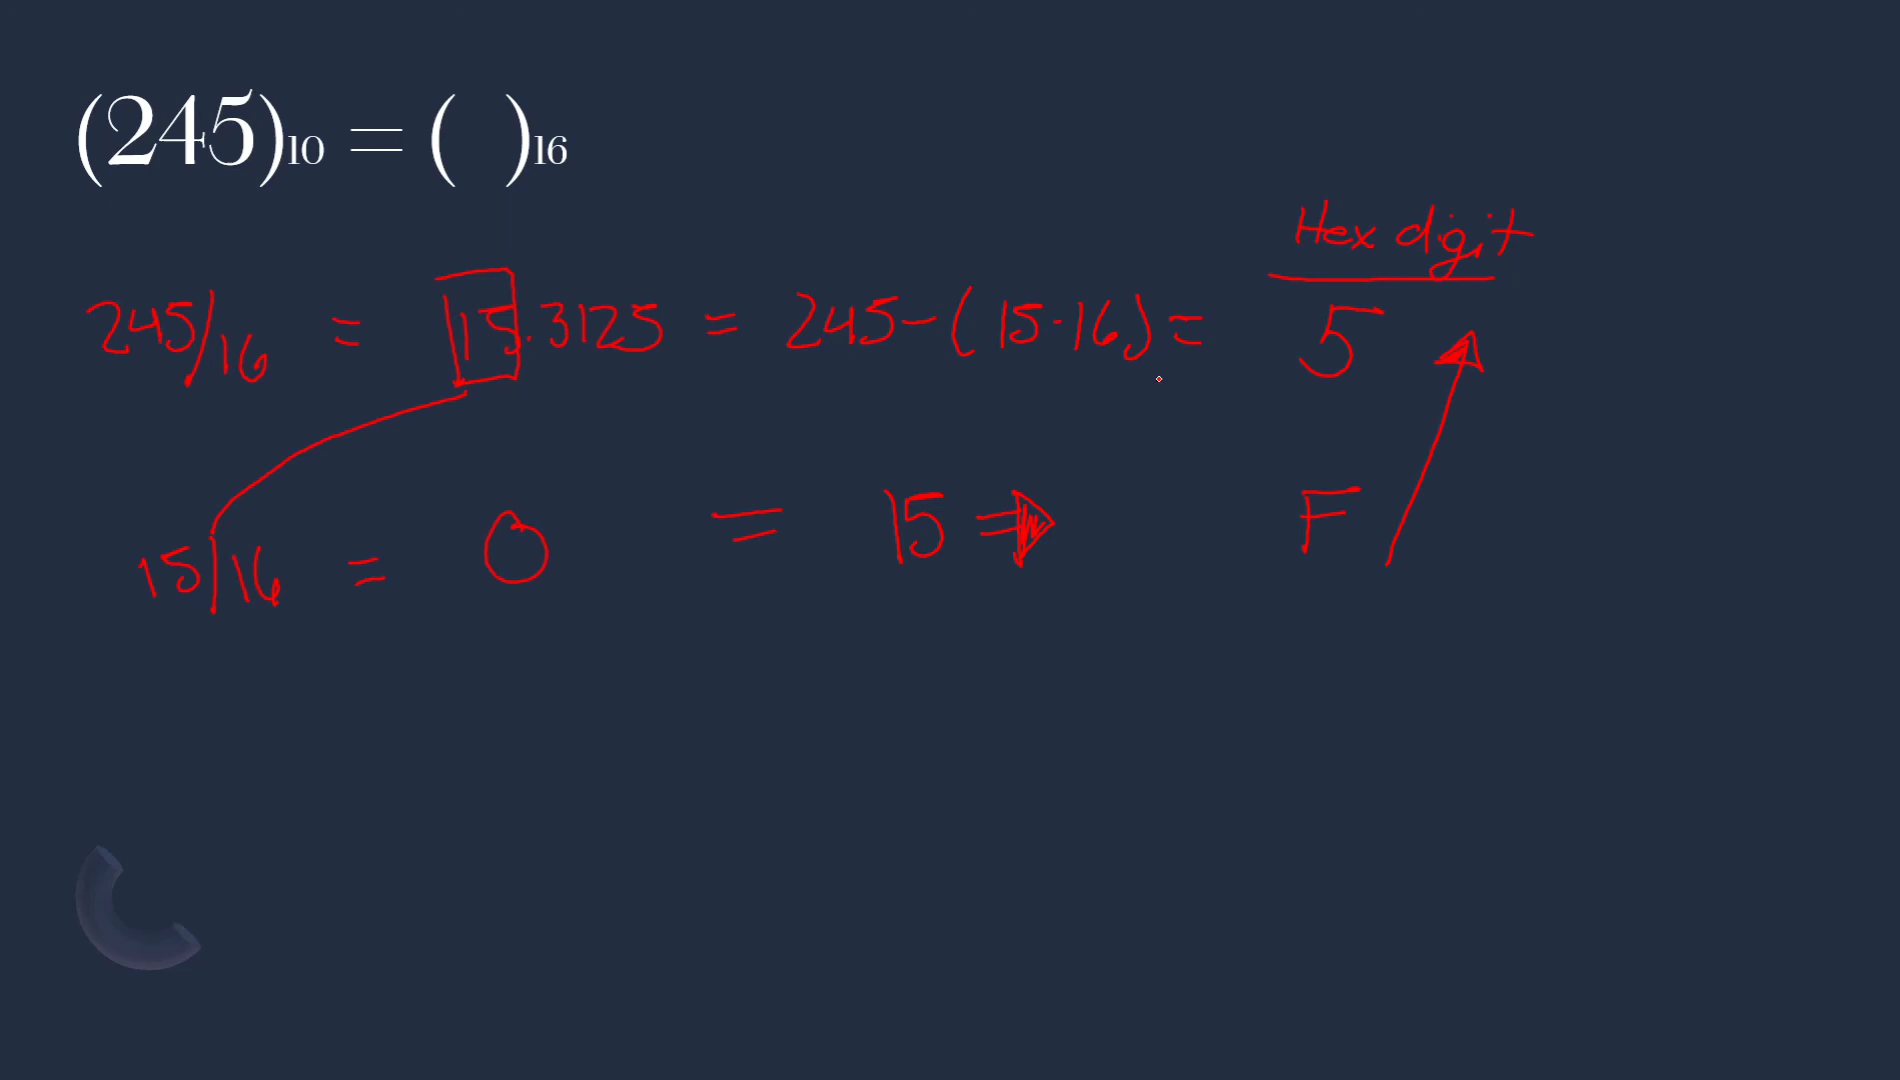 (245)₁₀ = ( )₁₆
Hex digit
245/16 = 15.3125 = 245-(15·16) = 5
15/16 = 0 = 15 ⇒ F